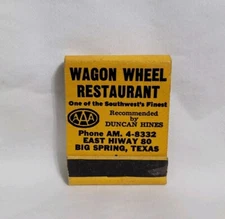 WAGON WHEEL
RESTAURANT
One of the Southwest's Finest
AAA
Recommended
by
DUNCAN HINES
Phone AM. 4-8332
EAST HIWAY 80
BIG SPRING, TEXAS